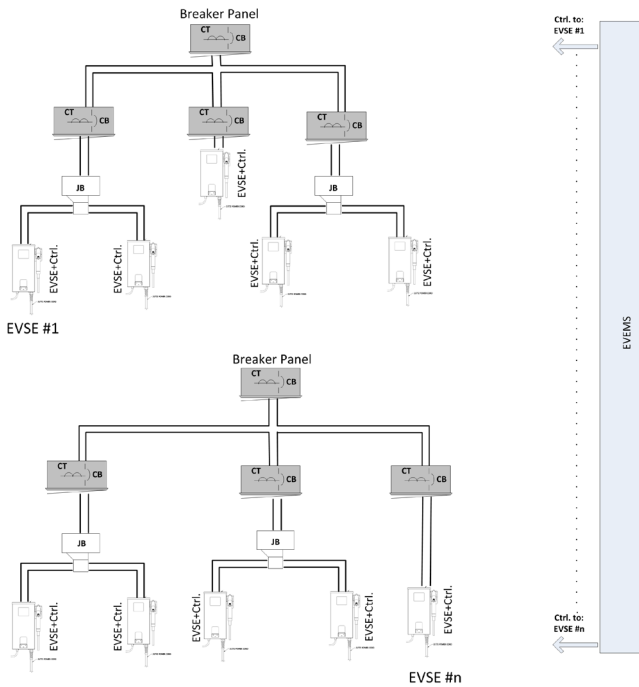 Breaker Panel
CT
CB
Ctrl. to:
EVSE #1
CT
CB
CT
CB
CT
CB
EVSE+Ctrl.
JB
JB
EVSE+Ctrl.
EVSE+Ctrl.
EVSE+Ctrl.
EVSE+Ctrl.
EVSE #1
EVEMS
Breaker Panel
CT
CB
CT
CB
CT
CB
CT
CB
JB
JB
EVSE+Ctrl.
EVSE+Ctrl.
EVSE+Ctrl.
EVSE+Ctrl.
EVSE+Ctrl.
Ctrl. to:
EVSE #n
EVSE #n